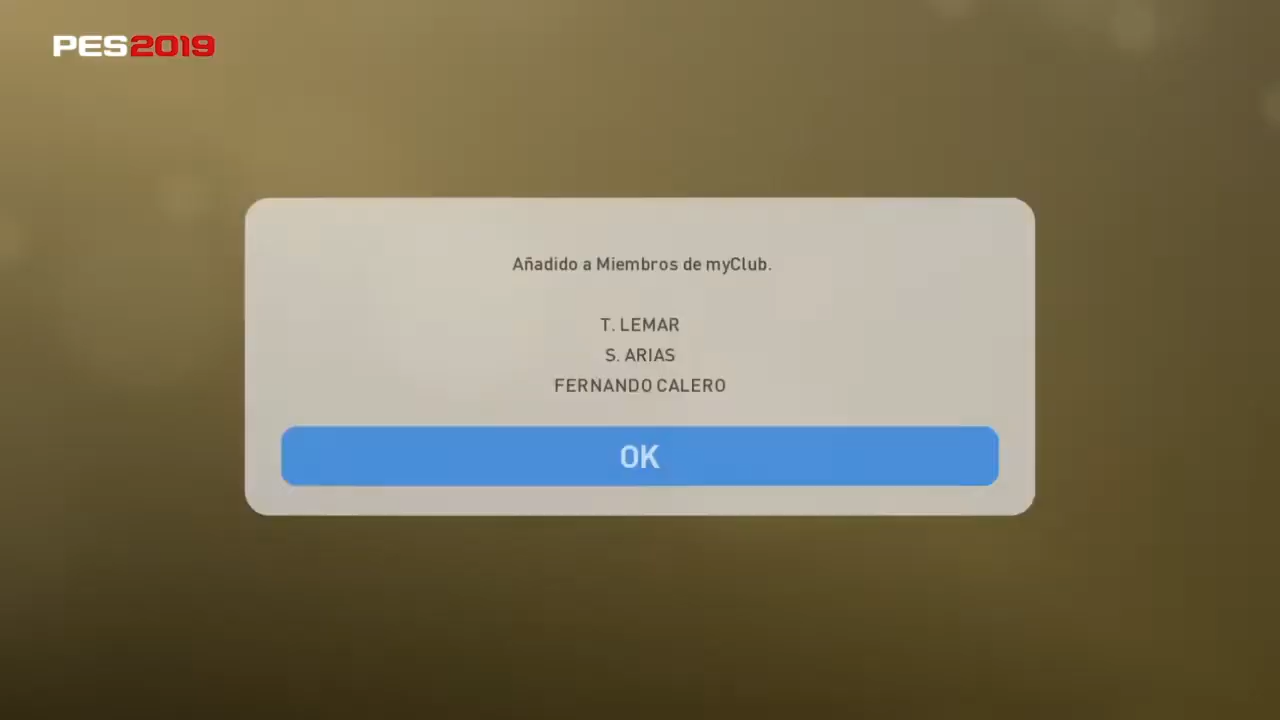 PES2019
Añadido a Miembros de myClub.
T. LEMAR
S. ARIAS
FERNANDO CALERO
OK